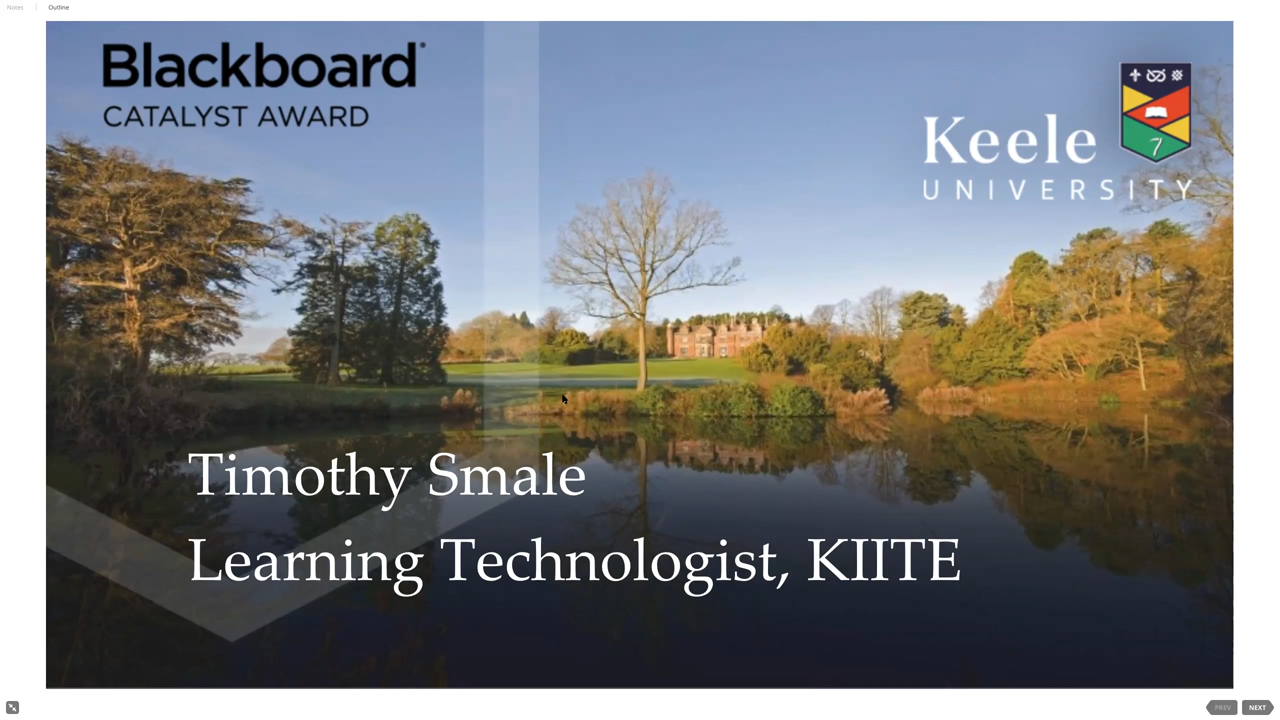 Notes
Outline
Blackboard®
CATALYST AWARD
Keele
UNIVERSITY
Timothy Smale
Learning Technologist, KIITE
PREV
NEXT